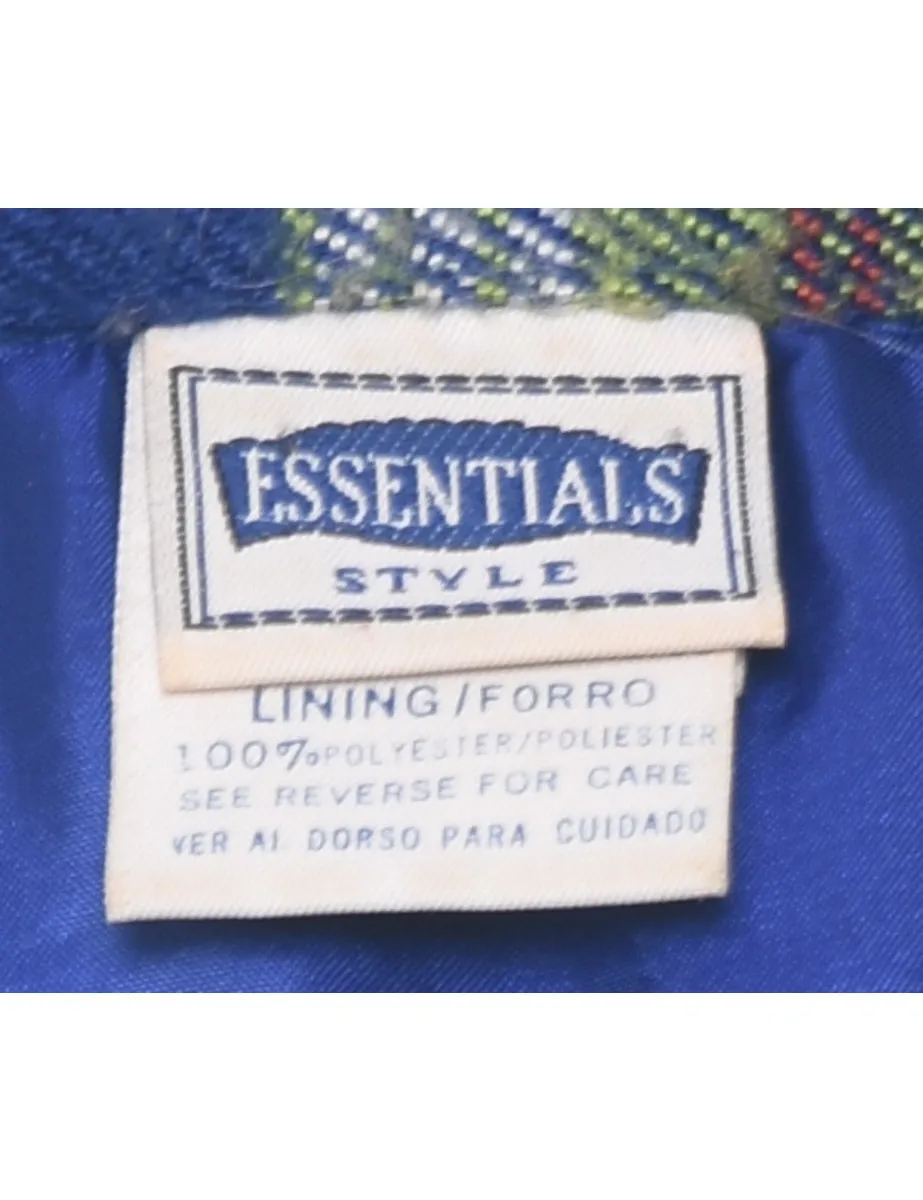 ESSENTIALS
STYLE
LINING/FORRO
100% POLYESTER/POLIESTER
SEE REVERSE FOR CARE
VER AL DORSO PARA CUIDADO